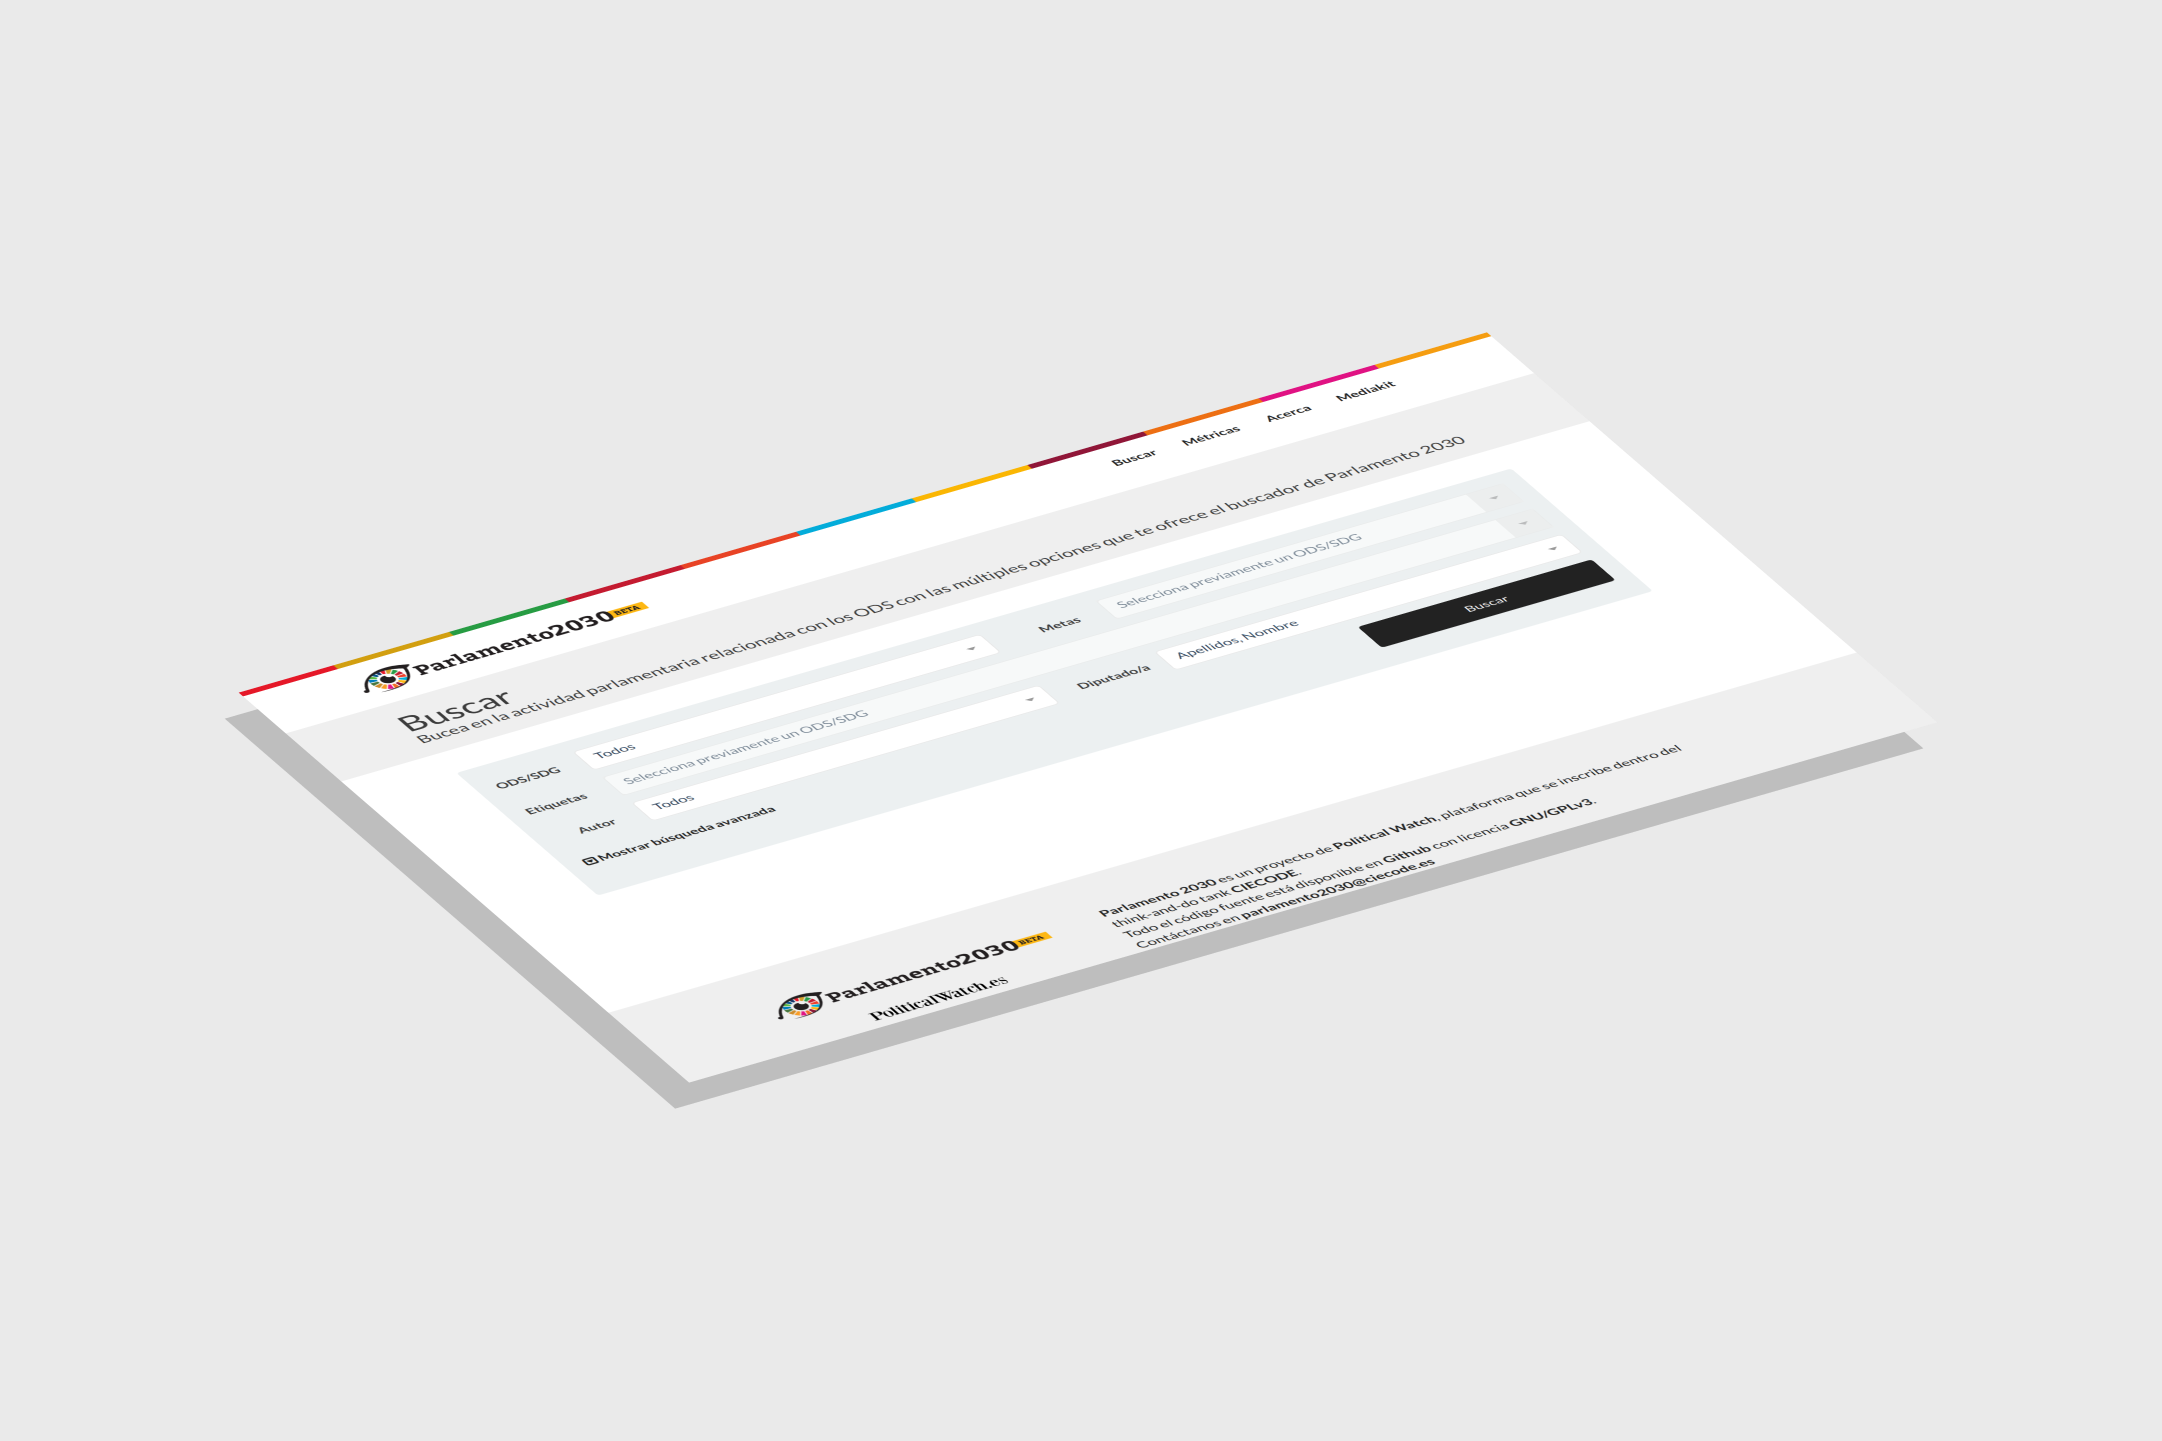 Parlamento2030 BETA
Buscar Métricas Acerca Mediakit
Buscar
Bucea en la actividad parlamentaria relacionada con los ODS con las múltiples opciones que te ofrece el buscador de Parlamento 2030
ODS/SDG Todos
Metas Selecciona previamente un ODS/SDG
Etiquetas Selecciona previamente un ODS/SDG
Autor Todos
Diputado/a Apellidos, Nombre
Mostrar búsqueda avanzada
Buscar
Parlamento2030 BETA
PoliticalWatch.es
Parlamento 2030 es un proyecto de Political Watch, plataforma que se inscribe dentro del
think-and-do tank CIECODE.
Todo el código fuente está disponible en Github con licencia GNU/GPLv3.
Contáctanos en parlamento2030@ciecode.es